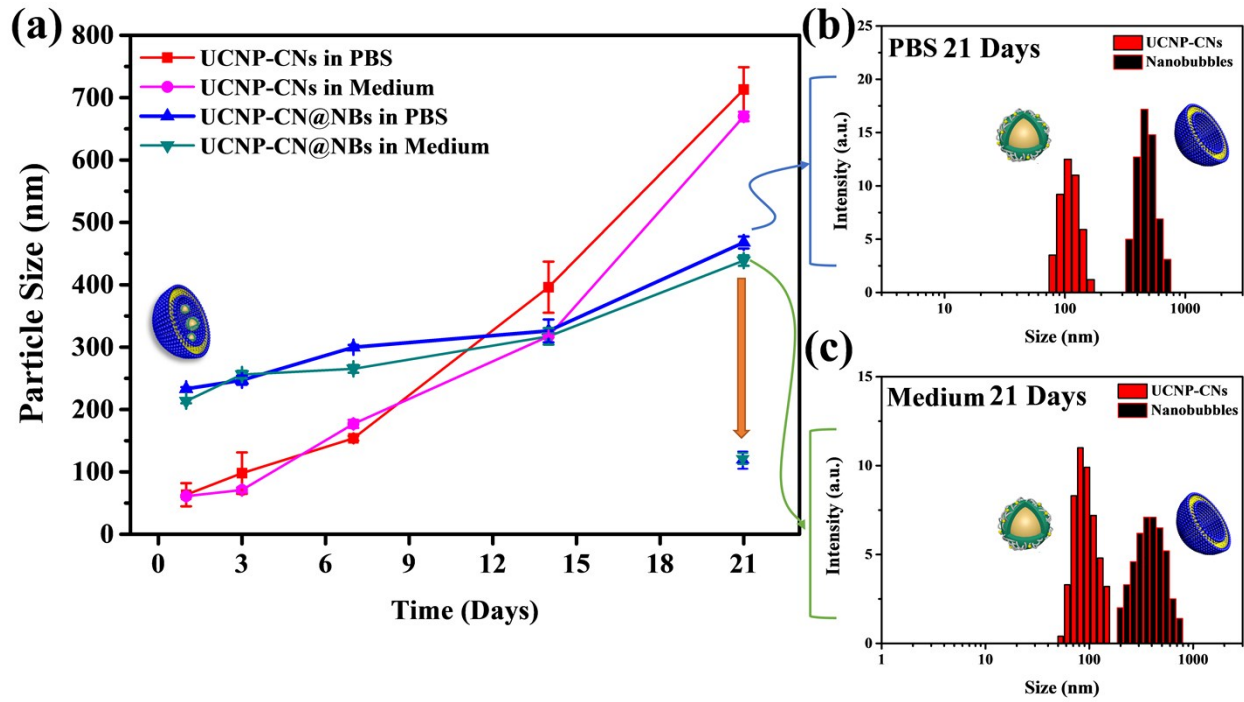 (a)
800
700
600
500
400
300
200
100
0
Particle Size (nm)
UCNP-CNs in PBS
UCNP-CNs in Medium
UCNP-CN@NBs in PBS
UCNP-CN@NBs in Medium
0 3 6 9 12 15 18 21
Time (Days)
(b)
PBS 21 Days
UCNP-CNs
Nanobubbles
25
20
15
10
5
0
Intensity (a.u.)
10 100 1000
Size (nm)
(c)
Medium 21 Days
UCNP-CNs
Nanobubbles
15
10
5
0
Intensity (a.u.)
1 10 100 1000
Size (nm)